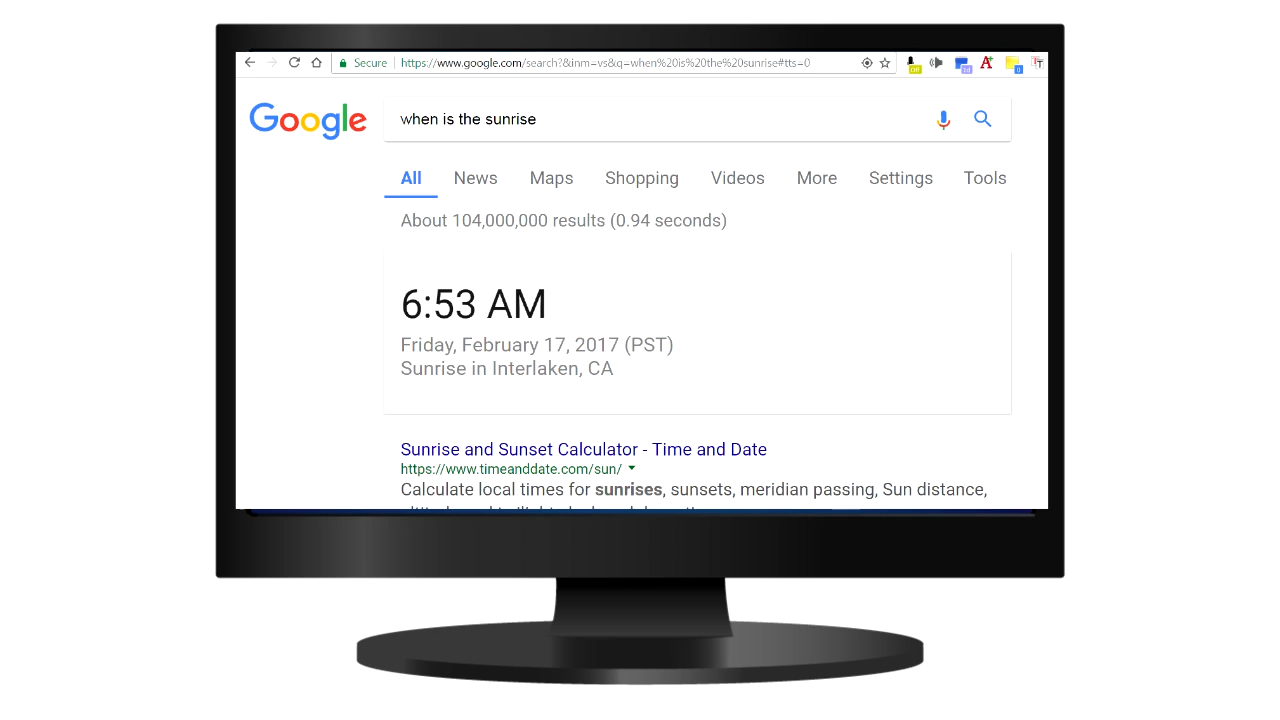 Secure https://www.google.com/search?&inm=vs&q=when%20is%20the%20sunrise#tts=0
Google when is the sunrise
All News Maps Shopping Videos More Settings Tools
About 104,000,000 results (0.94 seconds)
6:53 AM
Friday, February 17, 2017 (PST)
Sunrise in Interlaken, CA
Sunrise and Sunset Calculator - Time and Date
https://www.timeanddate.com/sun/
Calculate local times for sunrises, sunsets, meridian passing, Sun distance,